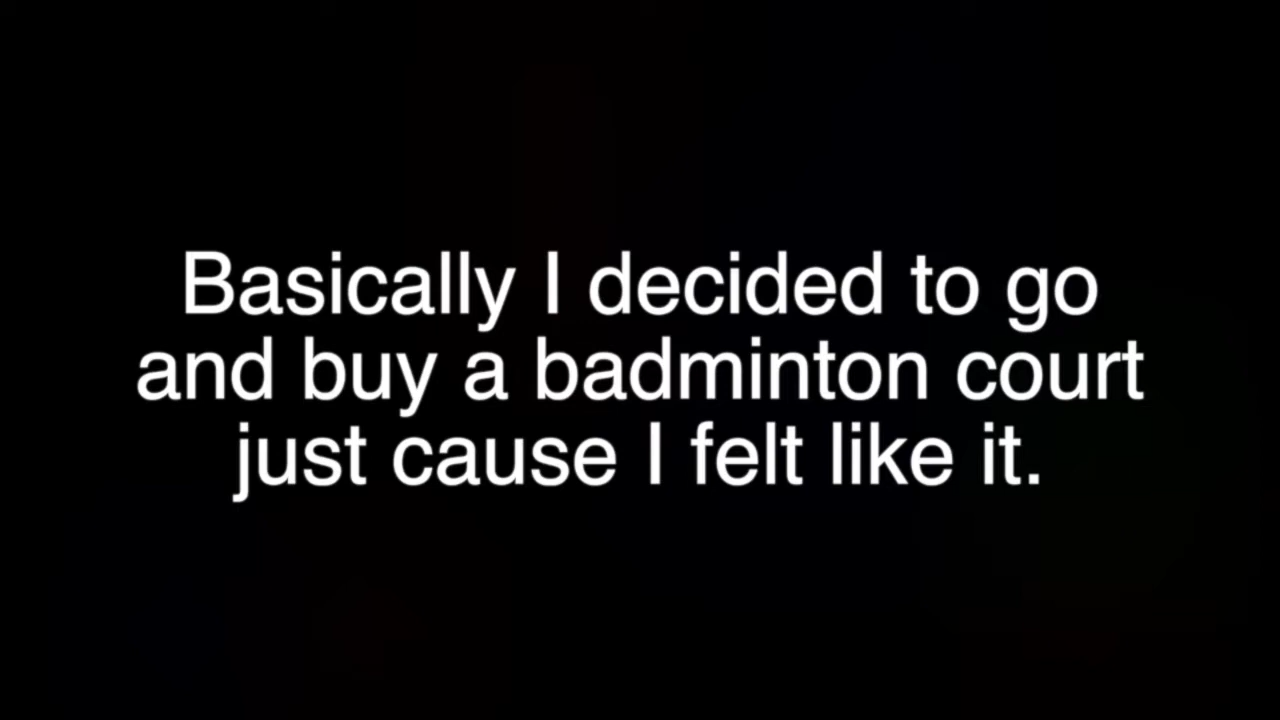 Basically I decided to go
and buy a badminton court
just cause I felt like it.